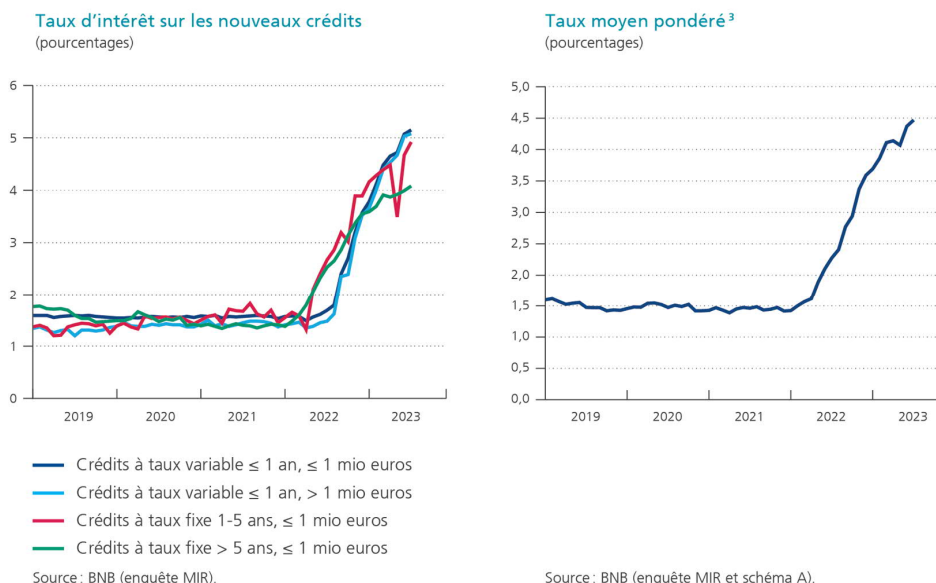 Taux d’intérêt sur les nouveaux crédits
(pourcentages)
6
5
4
3
2
1
0
2019 2020 2021 2022 2023
Crédits à taux variable ≤ 1 an, ≤ 1 mio euros
Crédits à taux variable ≤ 1 an, > 1 mio euros
Crédits à taux fixe 1-5 ans, ≤ 1 mio euros
Crédits à taux fixe > 5 ans, ≤ 1 mio euros
Source : BNB (enquête MIR).
Taux moyen pondéré ³
(pourcentages)
5,0
4,5
4,0
3,5
3,0
2,5
2,0
1,5
1,0
0,5
0,0
2019 2020 2021 2022 2023
Source : BNB (enquête MIR et schéma A).